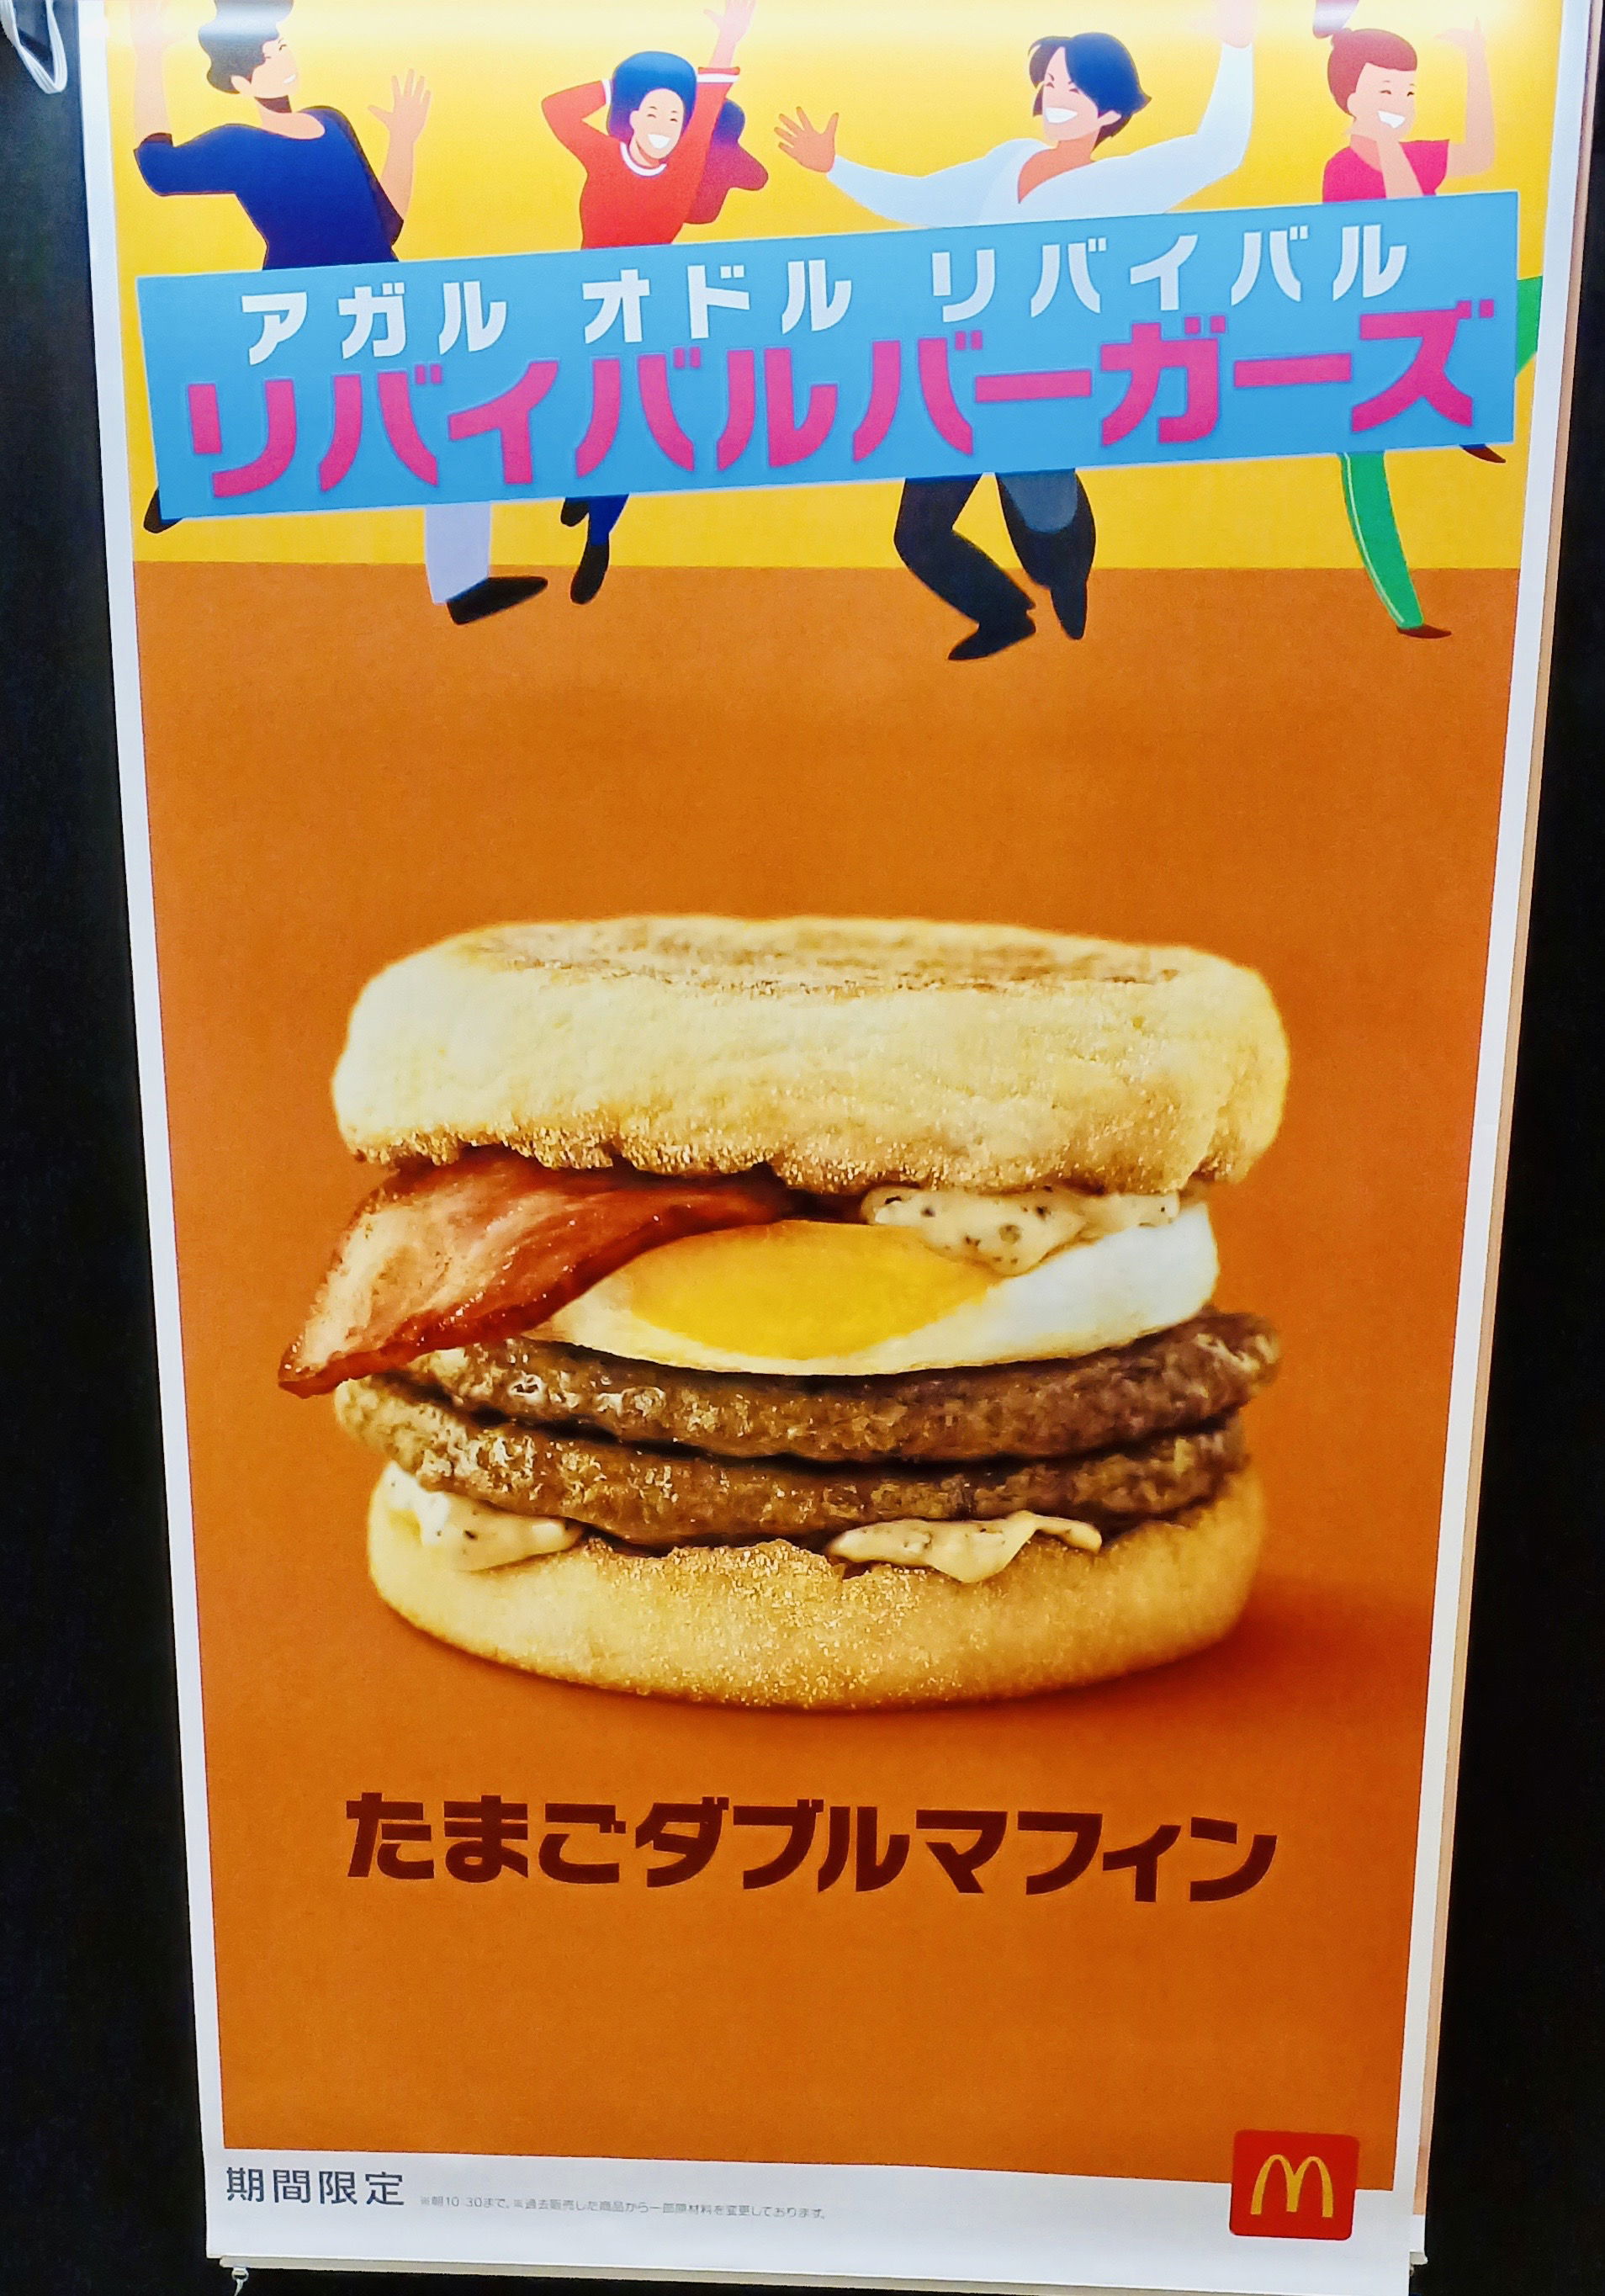 アガル オドル リバイバル
リバイバルバーガーズ
たまごダブルマフィン
期間限定 ※朝10:30まで。※過去販売した商品から一部原材料を変更しております。